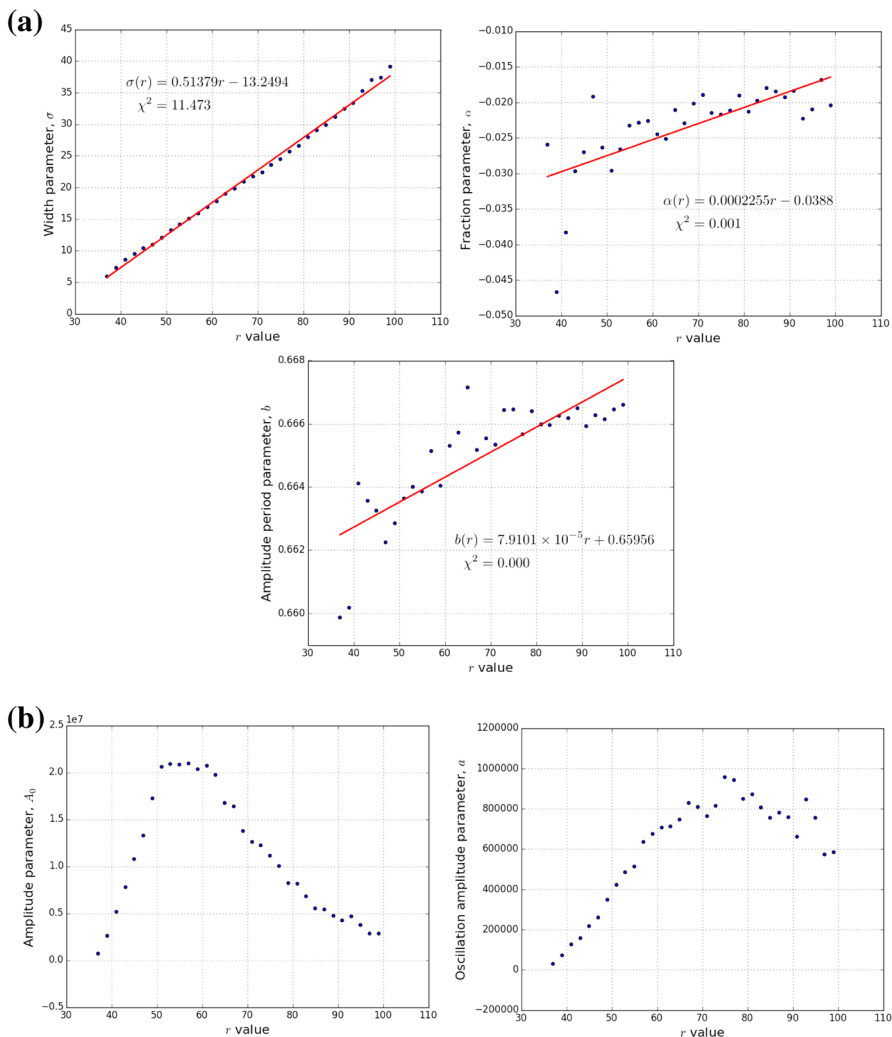 (a)
45
40
35
30
25
20
15
10
5
0
Width parameter, σ
σ(r) = 0.51379r − 13.2494
χ² = 11.473
30 40 50 60 70 80 90 100 110
r value
−0.010
−0.015
−0.020
−0.025
−0.030
−0.035
−0.040
−0.045
−0.050
Fraction parameter, α
α(r) = 0.0002255r − 0.0388
χ² = 0.001
30 40 50 60 70 80 90 100 110
r value
0.668
0.666
0.664
0.662
0.660
Amplitude period parameter, b
b(r) = 7.9101 × 10⁻⁵r + 0.65956
χ² = 0.000
30 40 50 60 70 80 90 100 110
r value
(b)
1e7
2.5
2.0
1.5
1.0
0.5
0.0
−0.5
Amplitude parameter, A₀
30 40 50 60 70 80 90 100 110
r value
1200000
1000000
800000
600000
400000
200000
0
−200000
Oscillation amplitude parameter, a
30 40 50 60 70 80 90 100 110
r value